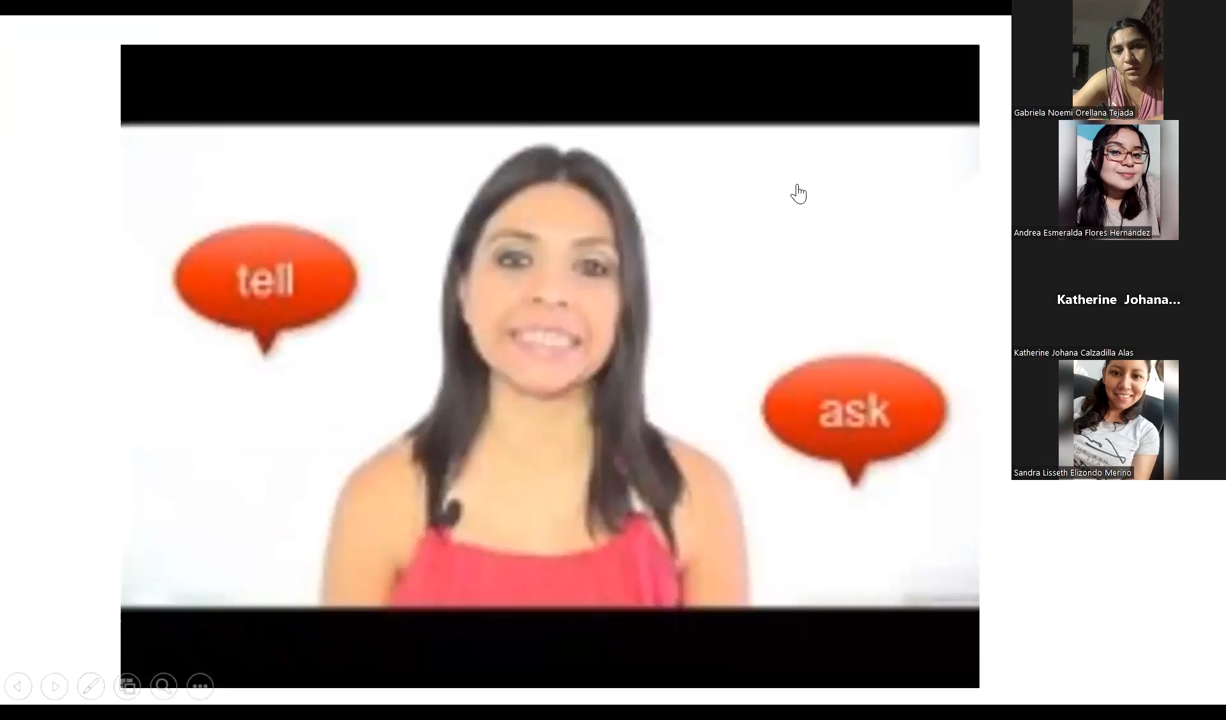 tell
ask
Gabriela Noemi Orellana Tejada
Andrea Esmeralda Flores Hernández
Katherine Johana...
Katherine Johana Calzadilla Alas
Sandra Lisseth Elizondo Merino